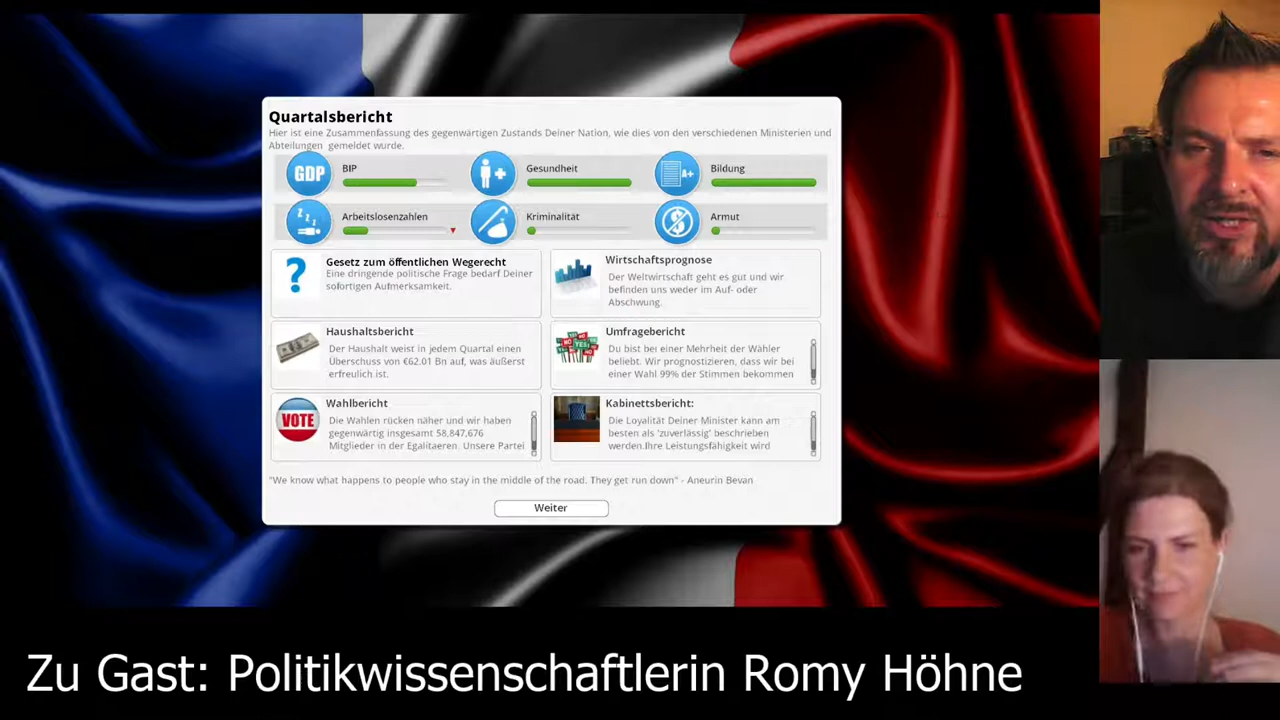 Quartalsbericht
Hier ist eine Zusammenfassung des gegenwärtigen Zustands Deiner Nation, wie dies von den verschiedenen Ministerien und
Abteilungen gemeldet wurde.
GDP
BIP
Gesundheit
A+
Bildung
Z Z Z
Arbeitslosenzahlen
Kriminalität
Armut
Gesetz zum öffentlichen Wegerecht
Eine dringende politische Frage bedarf Deiner
sofortigen Aufmerksamkeit.
Wirtschaftsprognose
Der Weltwirtschaft geht es gut und wir
befinden uns weder im Auf- oder
Abschwung.
Haushaltsbericht
Der Haushalt weist in jedem Quartal einen
Überschuss von €62.01 Bn auf, was äußerst
erfreulich ist.
Umfragebericht
Du bist bei einer Mehrheit der Wähler
beliebt. Wir prognostizieren, dass wir bei
einer Wahl 99% der Stimmen bekommen
VOTE
Wahlbericht
Die Wahlen rücken näher und wir haben
gegenwärtig insgesamt 58,847,676
Mitglieder in der Egalitaeren. Unsere Partei
Kabinettsbericht:
Die Loyalität Deiner Minister kann am
besten als 'zuverlässig' beschrieben
werden.Ihre Leistungsfähigkeit wird
"We know what happens to people who stay in the middle of the road. They get run down" - Aneurin Bevan
Weiter
Zu Gast: Politikwissenschaftlerin Romy Höhne